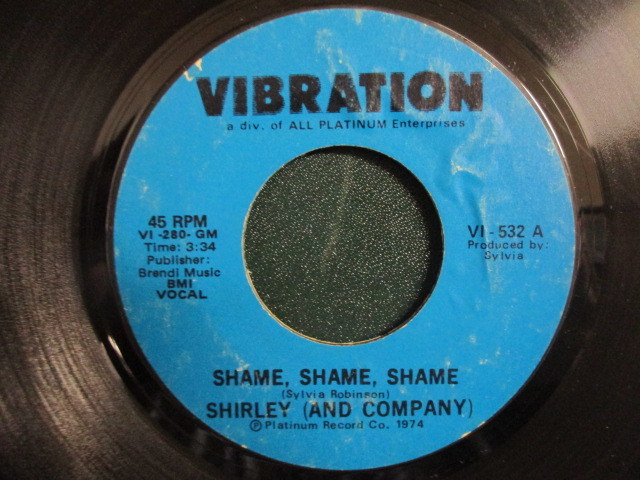 VIBRATION
a div. of ALL PLATINUM Enterprises
45 RPM
VI -280- GM
Time: 3:34
Publisher:
Brendi Music
BMI
VOCAL
VI - 532 A
Produced by:
Sylvia
SHAME, SHAME, SHAME
(Sylvia Robinson)
SHIRLEY (AND COMPANY)
℗ Platinum Record Co. 1974